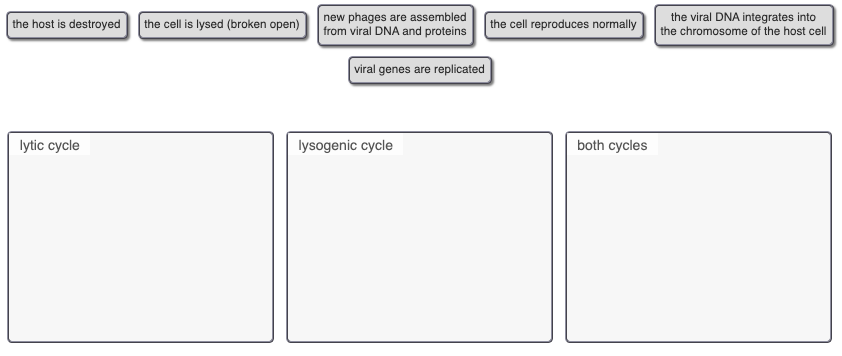 the host is destroyed
the cell is lysed (broken open)
new phages are assembled
from viral DNA and proteins
the cell reproduces normally
the viral DNA integrates into
the chromosome of the host cell
viral genes are replicated
lytic cycle
lysogenic cycle
both cycles